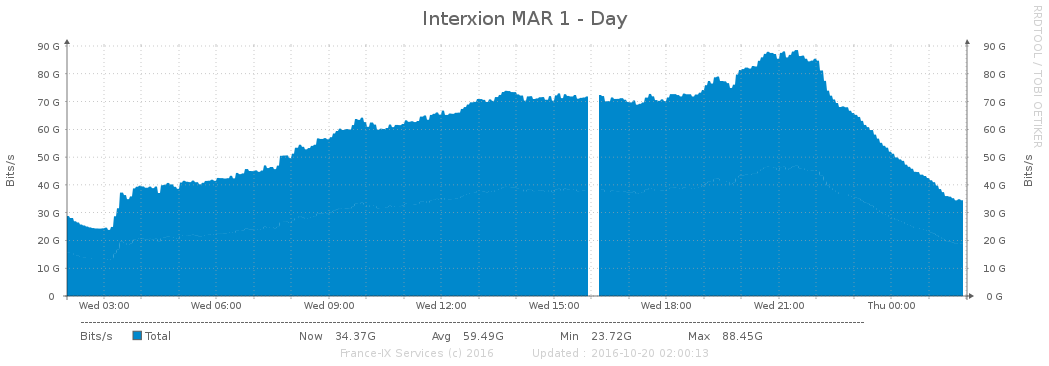 Interxion MAR 1 - Day
RRDTOOL / TOBI OETIKER
Bits/s
90 G
80 G
70 G
60 G
50 G
40 G
30 G
20 G
10 G
0
90 G
80 G
70 G
60 G
50 G
40 G
30 G
20 G
10 G
0 G
Bits/s
Wed 03:00 Wed 06:00 Wed 09:00 Wed 12:00 Wed 15:00 Wed 18:00 Wed 21:00 Thu 00:00
Bits/s Total Now 34.37G Avg 59.49G Min 23.72G Max 88.45G
France-IX Services (c) 2016 Updated : 2016-10-20 02:00:13